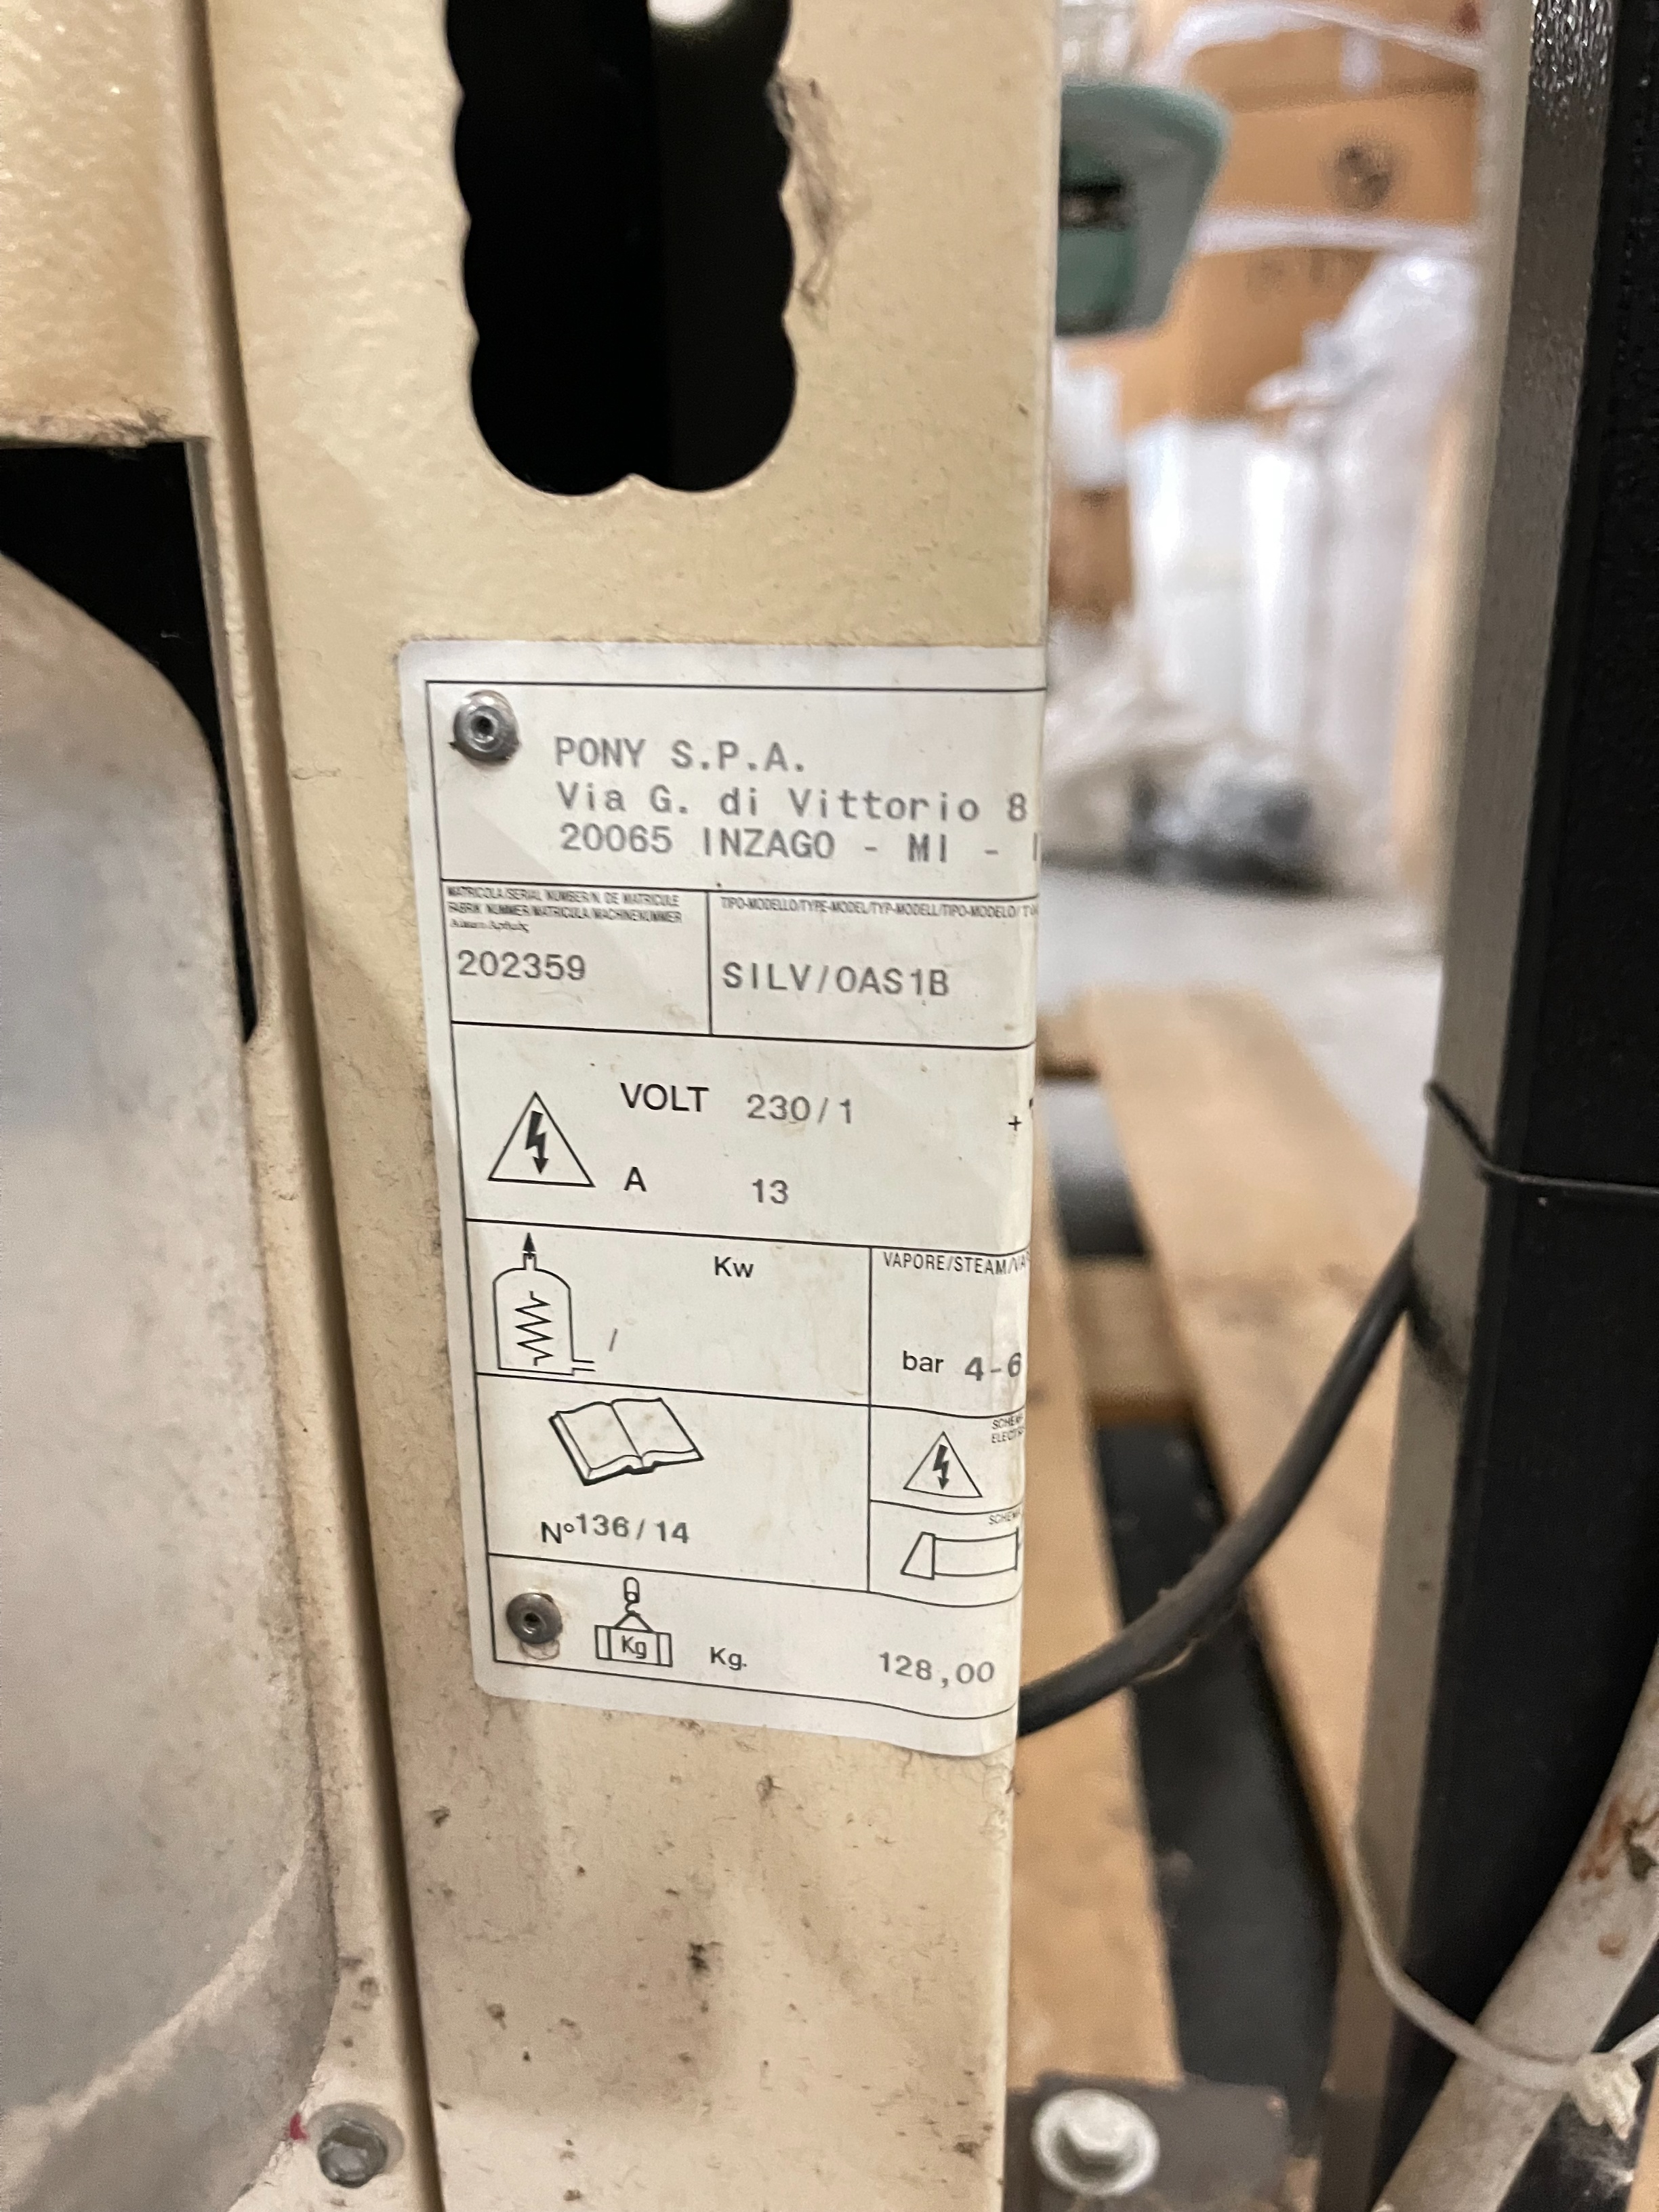 PONY S.P.A.
Via G. di Vittorio 8
20065 INZAGO - MI -
MATRICOLA/SERIAL NUMBER/N. DE MATRICULE
FABRIK NUMMER/MATRICULA/MACHINENUMMER
TIPO-MODELLO/TYPE-MODEL/TYP-MODELL/TIPO-MODELO/
202359
SILV/OAS1B
VOLT 230/1
+
A 13
Kw
/
VAPORE/STEAM/
bar 4-6
Nº136/14
Kg
Kg. 128,00